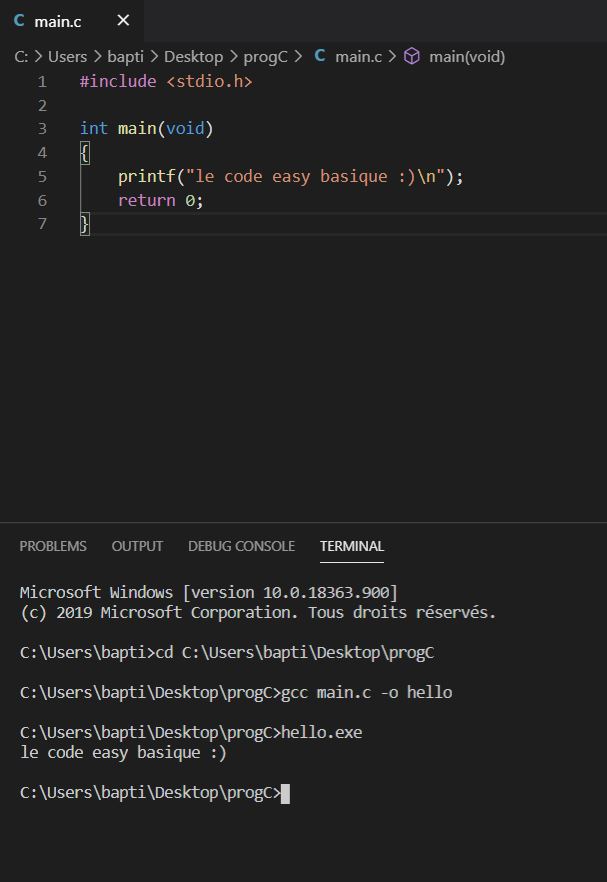 C main.c ×
C: > Users > bapti > Desktop > progC > C main.c > main(void)
1 #include <stdio.h>
2
3 int main(void)
4 {
5 printf("le code easy basique :)\n");
6 return 0;
7 }
PROBLEMS OUTPUT DEBUG CONSOLE TERMINAL
Microsoft Windows [version 10.0.18363.900]
(c) 2019 Microsoft Corporation. Tous droits réservés.
C:\Users\bapti>cd C:\Users\bapti\Desktop\progC
C:\Users\bapti\Desktop\progC>gcc main.c -o hello
C:\Users\bapti\Desktop\progC>hello.exe
le code easy basique :)
C:\Users\bapti\Desktop\progC>